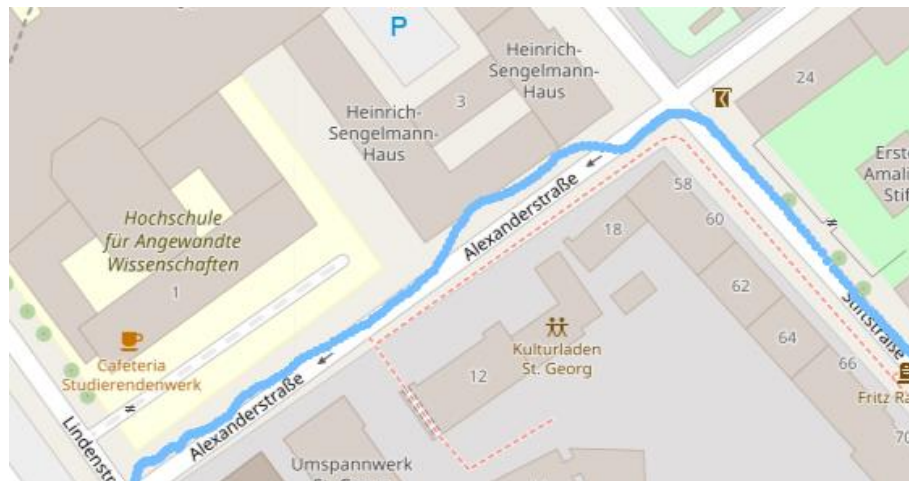 P
Heinrich-
Sengelmann-
Haus
24
3
Heinrich-
Sengelmann-
Haus
Erste
Amali
Stif
58
Alexanderstraße
Hochschule
für Angewandte
Wissenschaften
18
60
1
62
Cafeteria
Studierendenwerk
Kulturladen
St. Georg
64
66
12
Fritz Ra
Alexanderstraße
Lindenstr
70
Umspannwerk